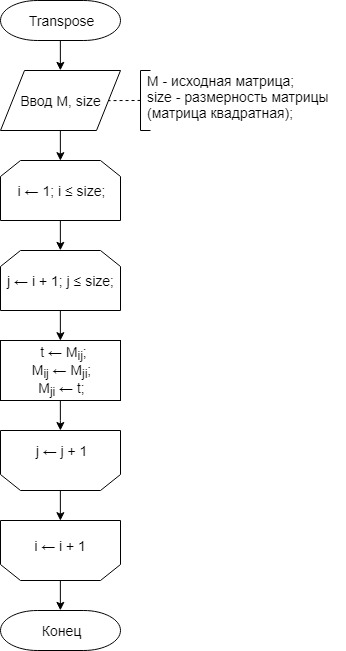 Transpose
Ввод M, size
M - исходная матрица;
size - размерность матрицы
(матрица квадратная);
i ← 1; i ≤ size;
j ← i + 1; j ≤ size;
t ← Mij;
Mij ← Mji;
Mji ← t;
j ← j + 1
i ← i + 1
Конец